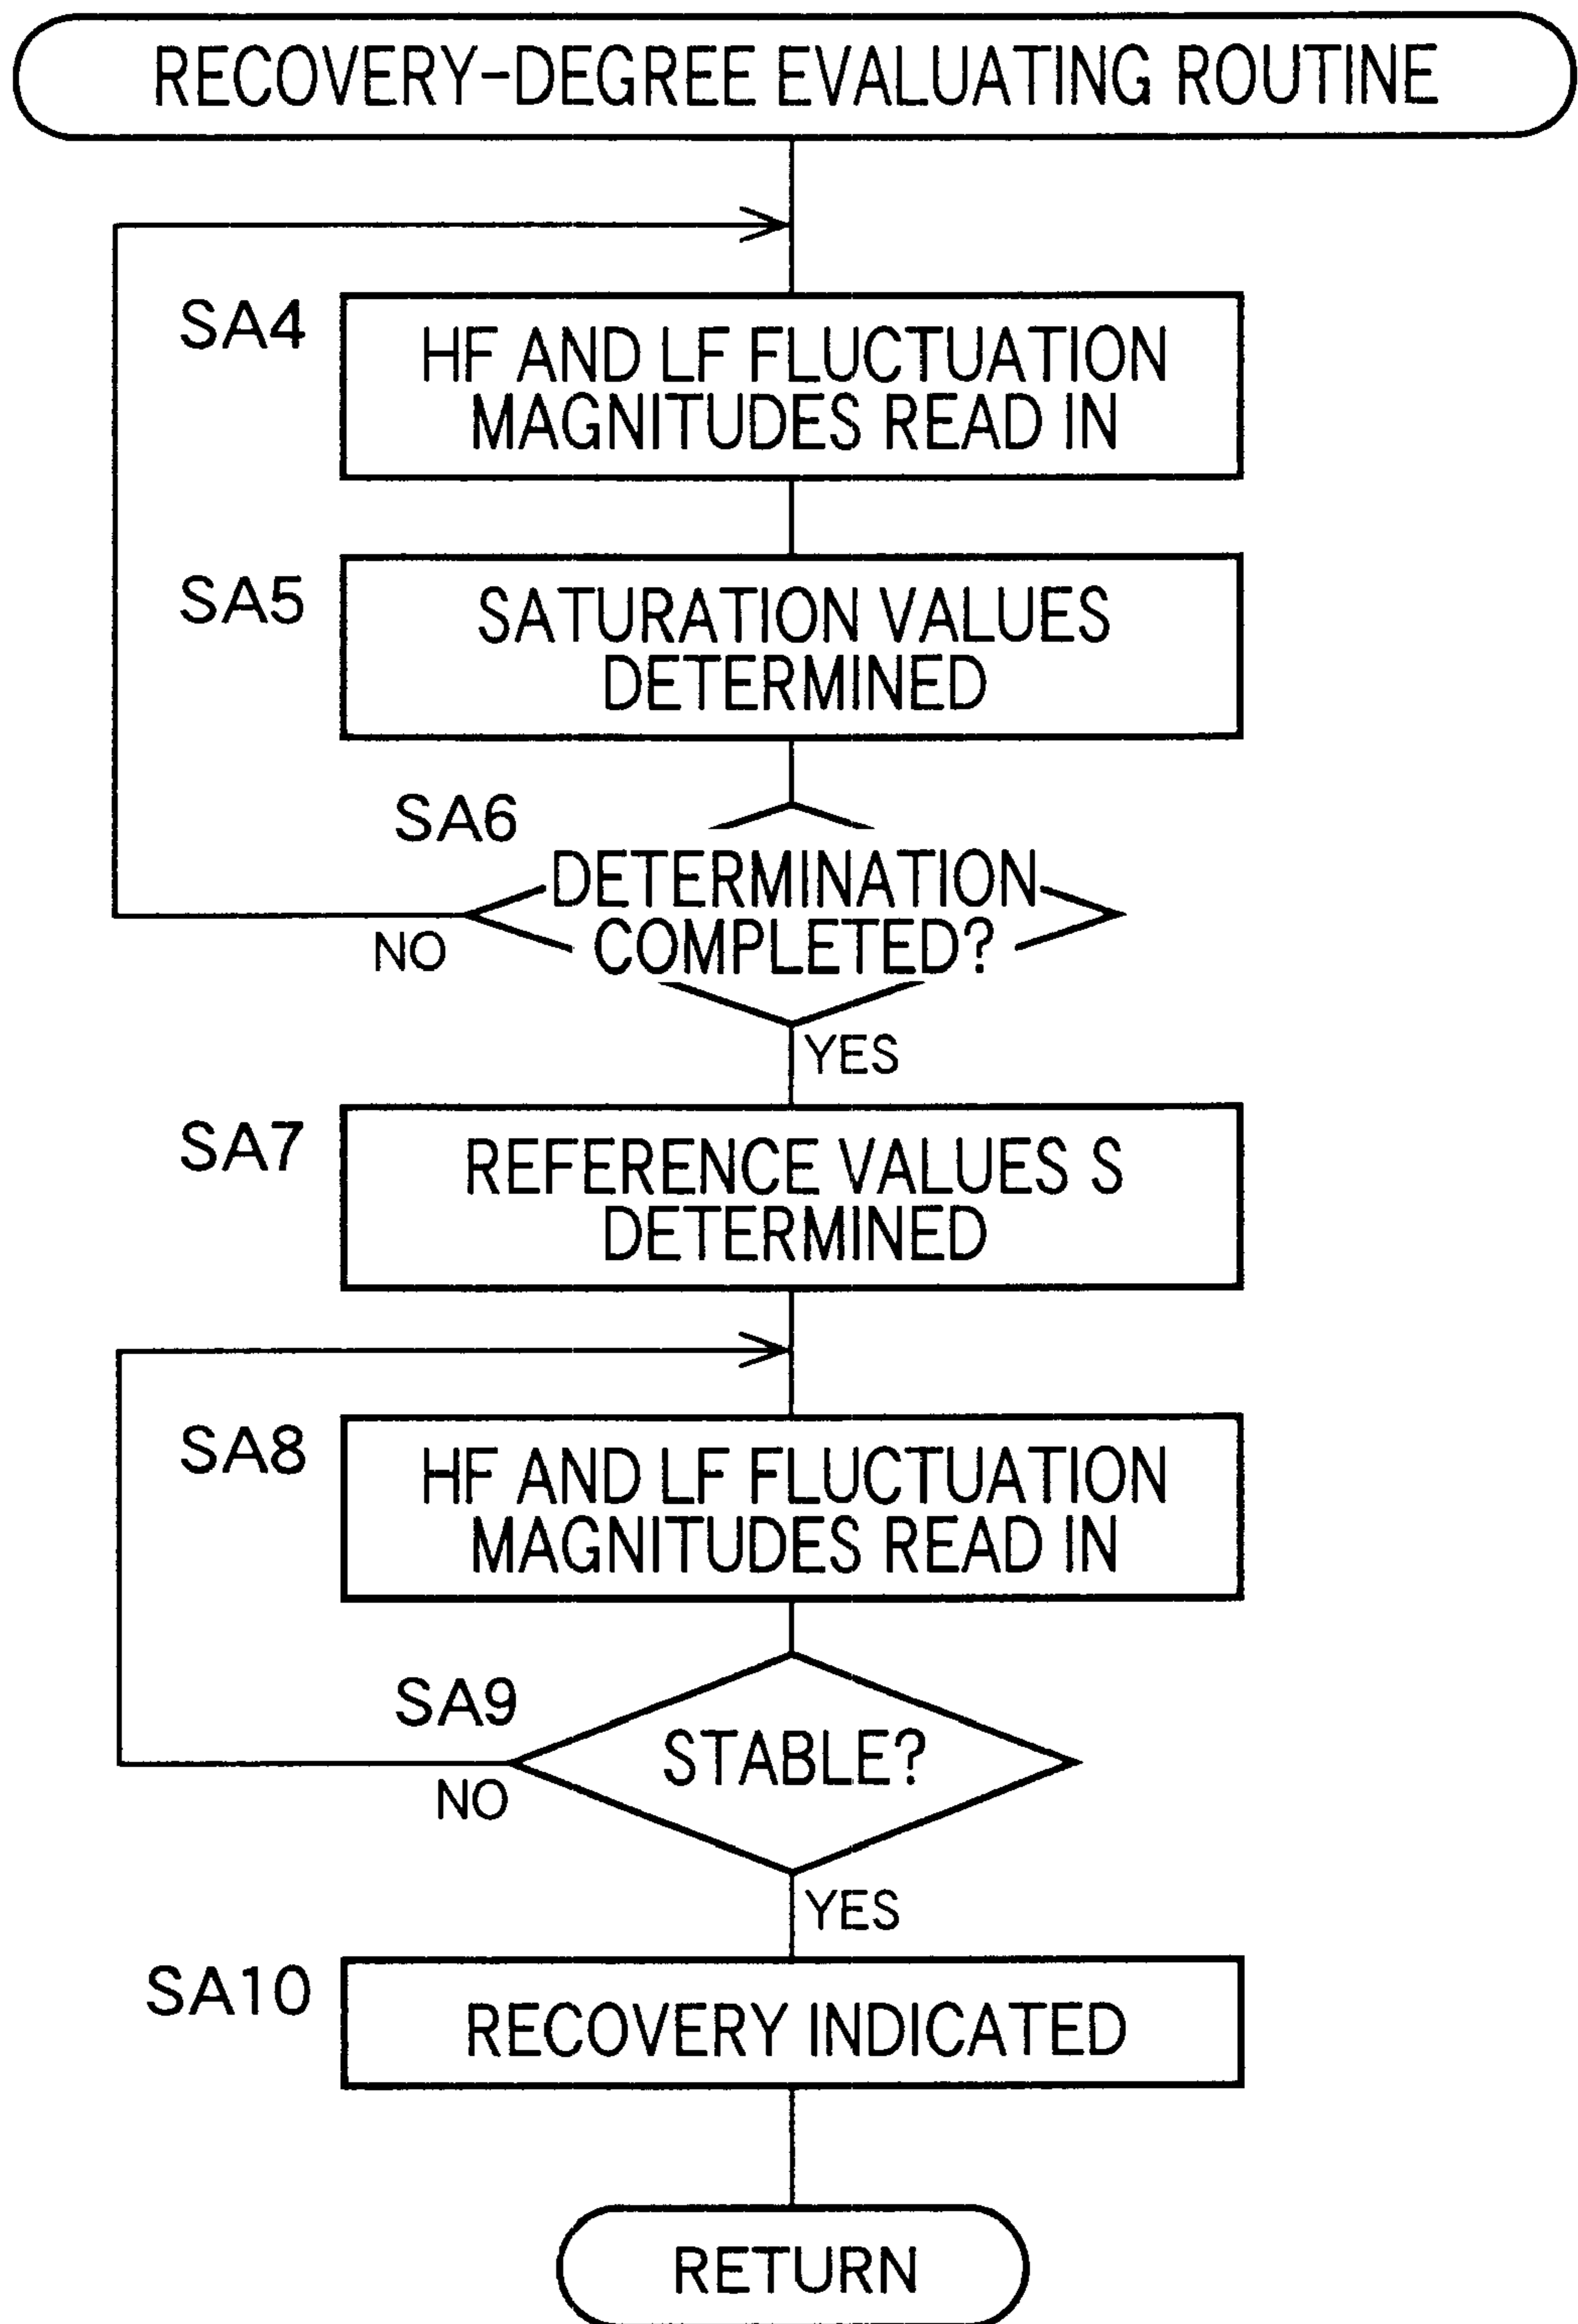 RECOVERY-DEGREE EVALUATING ROUTINE
SA4
HF AND LF FLUCTUATION
MAGNITUDES READ IN
SA5
SATURATION VALUES
DETERMINED
SA6
DETERMINATION
COMPLETED?
NO
YES
SA7
REFERENCE VALUES S
DETERMINED
SA8
HF AND LF FLUCTUATION
MAGNITUDES READ IN
SA9
STABLE?
NO
YES
SA10
RECOVERY INDICATED
RETURN